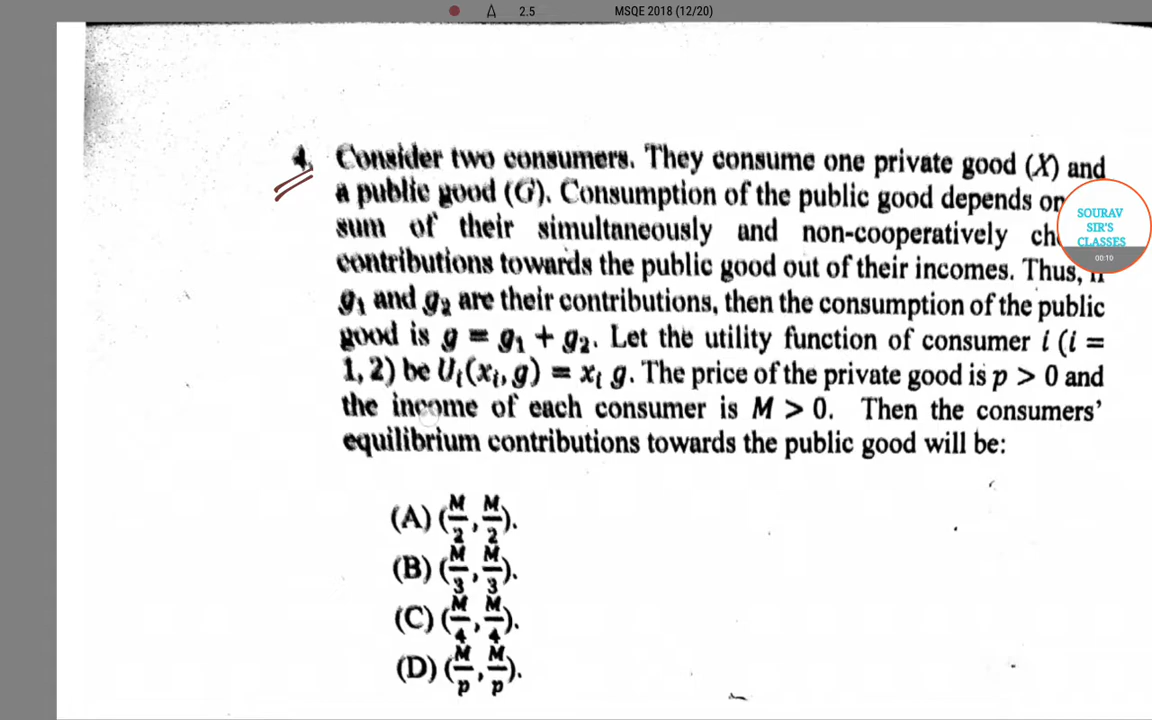 2.5 MSQE 2018 (12/20)
4. Consider two consumers. They consume one private good (X) and
a public good (G). Consumption of the public good depends on
sum of their simultaneously and non-cooperatively
contributions towards the public good out of their incomes. Thus,
g₁ and g₂ are their contributions, then the consumption of the public
good is g = g₁ + g₂. Let the utility function of consumer i (i =
1, 2) be Uᵢ(xᵢ, g) = xᵢ g. The price of the private good is p > 0 and
the income of each consumer is M > 0. Then the consumers'
equilibrium contributions towards the public good will be:
(A) (M/2, M/2).
(B) (M/3, M/3).
(C) (M/4, M/4).
(D) (M/p, M/p).
SOURAV
SIR'S
CLASSES
00:10